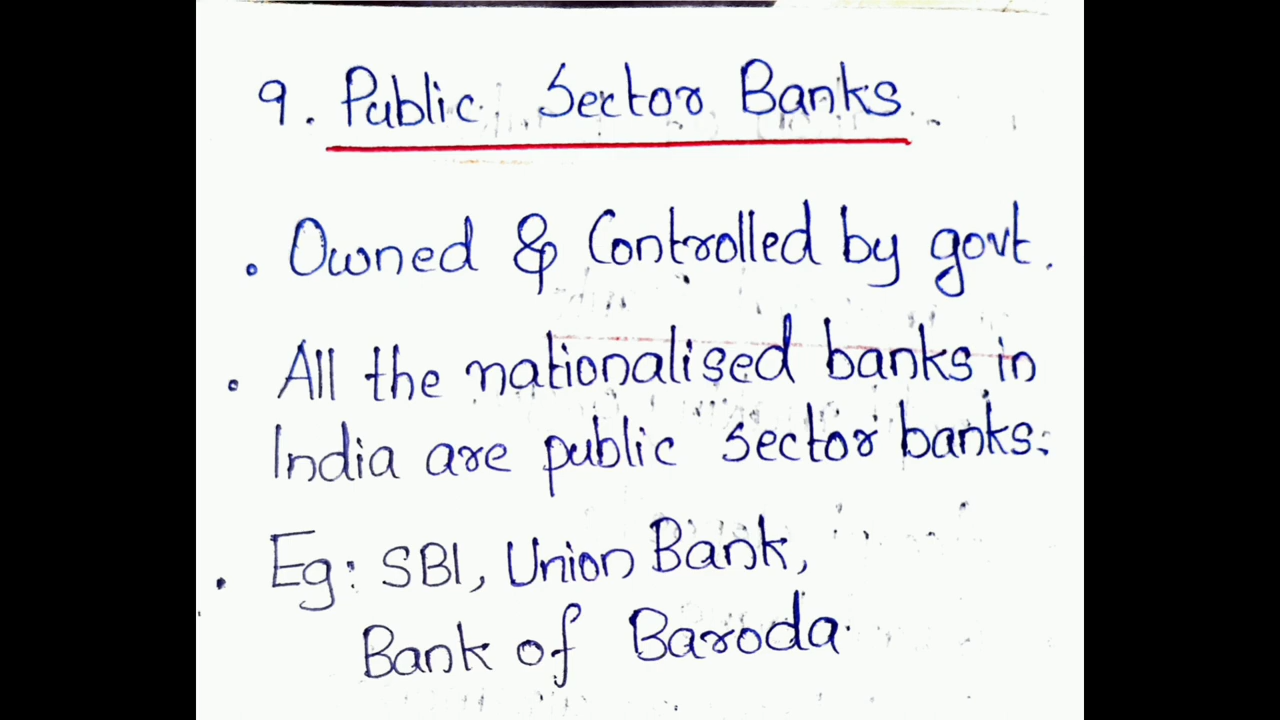 9. Public Sector Banks
. Owned & Controlled by govt.
. All the nationalised banks in
India are public sector banks.
. Eg: SBI, Union Bank,
Bank of Baroda.